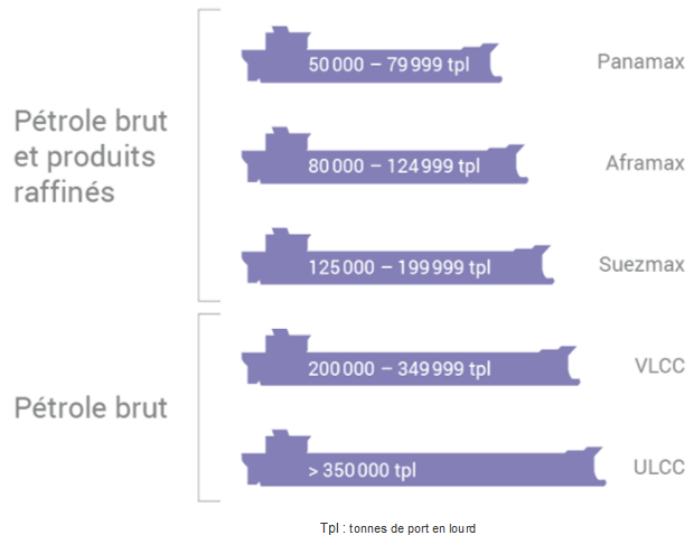 Pétrole brut
et produits
raffinés
50 000 – 79 999 tpl
Panamax
80 000 – 124 999 tpl
Aframax
125 000 – 199 999 tpl
Suezmax
Pétrole brut
200 000 – 349 999 tpl
VLCC
> 350 000 tpl
ULCC
Tpl : tonnes de port en lourd